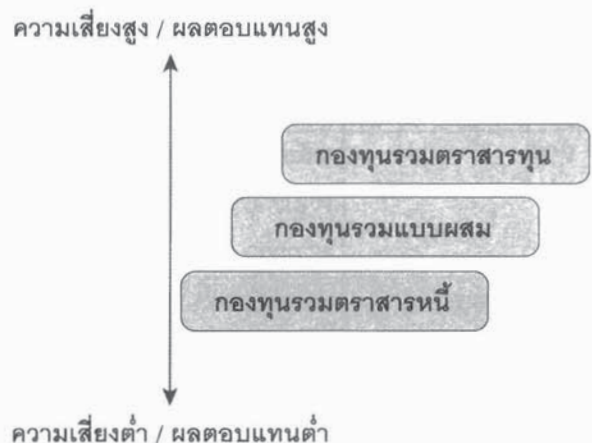 ความเสี่ยงสูง / ผลตอบแทนสูง
กองทุนรวมตราสารทุน
กองทุนรวมแบบผสม
กองทุนรวมตราสารหนี้
ความเสี่ยงต่ำ / ผลตอบแทนต่ำ